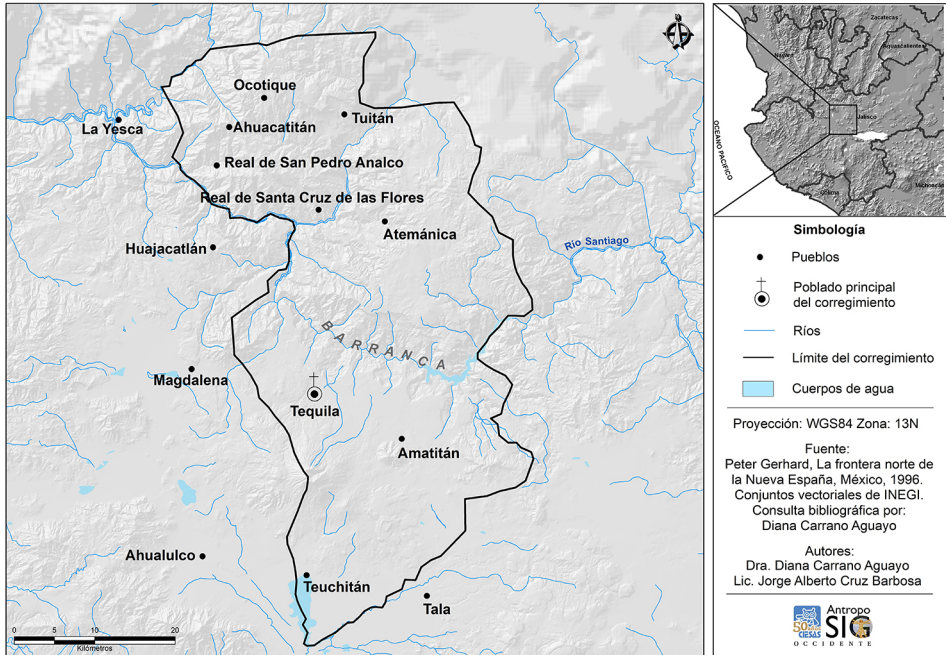 Ocotique
Tuitán
La Yesca
Ahuacatitán
Real de San Pedro Analco
Real de Santa Cruz de las Flores
Atemánica
Huajacatlán
Río Santiago
BARRANCA
Magdalena
Tequila
Amatitán
Ahualulco
Teuchitán
Tala
0 5 10 20
Kilómetros
Zacatecas
Aguascalientes
Jalisco
OCEANO PACIFICO
Colima
Michoacán
Simbología
Pueblos
Poblado principal
del corregimiento
Ríos
Límite del corregimiento
Cuerpos de agua
Proyección: WGS84 Zona: 13N
Fuente:
Peter Gerhard, La frontera norte de
la Nueva España, México, 1996.
Conjuntos vectoriales de INEGI.
Consulta bibliográfica por:
Diana Carrano Aguayo
Autores:
Dra. Diana Carrano Aguayo
Lic. Jorge Alberto Cruz Barbosa
50 AÑOS
CIESAS
Antropo
SIG
OCCIDENTE